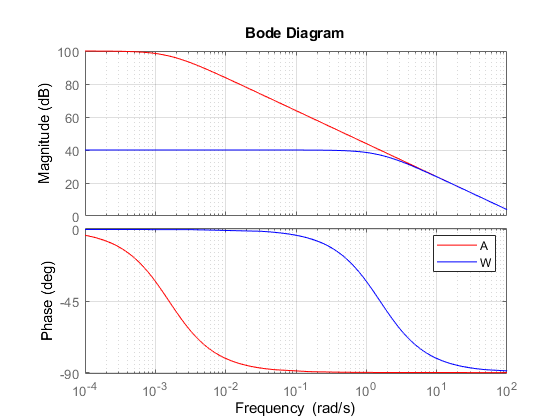 Bode Diagram
Magnitude (dB)
100
80
60
40
20
0
Phase (deg)
0
-45
-90
A
W
10^-4
10^-3
10^-2
10^-1
10^0
10^1
10^2
Frequency (rad/s)